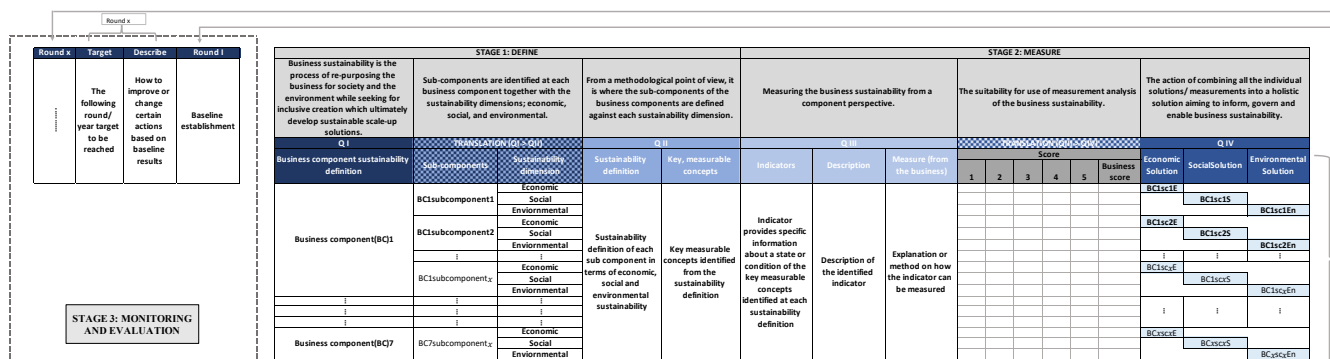 Round x
Round x
Target
Describe
Round I
The
following
round/
year target
to be
reached
How to
improve or
change
certain
actions
based on
baseline
results
Baseline
establishment
STAGE 3: MONITORING
AND EVALUATION
STAGE 1: DEFINE
STAGE 2: MEASURE
Business sustainability is the
process of re-purposing the
business for society and the
environment while seeking for
inclusive creation which ultimately
develop sustainable scale-up
solutions.
Sub-components are identified at each
business component together with the
sustainability dimensions; economic,
social, and environmental.
From a methodological point of view, it
is where the sub-components of the
business components are defined
against each sustainability dimension.
Measuring the business sustainability from a
component perspective.
The suitability for use of measurement analysis
of the business sustainability.
The action of combining all the individual
solutions/ measurements into a holistic
solution aiming to inform, govern and
enable business sustainability.
Q I
TRANSLATION (QI > QII)
Q II
Q III
TRANSLATION (QIII > QIV)
Q IV
Business component sustainability
definition
Sub-components
Sustainability
dimension
Sustainability
definition
Key, measurable
concepts
Indicators
Description
Measure (from
the business)
Score
1
2
3
4
5
Business
score
Economic
Solution
SocialSolution
Environmental
Solution
Business component(BC)1
BC1subcomponent1
Economic
Social
Enviornmental
BC1subcomponent2
Economic
Social
Enviornmental
⋮
⋮
BC1subcomponentx
Economic
Social
Enviornmental
⋮
⋮
⋮
⋮
⋮
⋮
⋮
⋮
⋮
Business component(BC)7
BC7subcomponentx
Economic
Social
Enviornmental
Sustainability
definition of each
sub component in
terms of economic,
social and
environmental
sustainability
Key measurable
concepts identified
from the
sustainability
definition
Indicator
provides specific
information
about a state or
condition of the
key measurable
concepts
identified at each
sustainability
definition
Description of
the identified
indicator
Explanation or
method on how
the indicator can
be measured
BC1sc1E
BC1sc1S
BC1sc1En
BC1sc2E
BC1sc2S
BC1sc2En
⋮
⋮
⋮
BC1scxE
BC1scxS
BC1scxEn
⋮
⋮
⋮
BCxscxE
BCxscxS
BCxscxEn